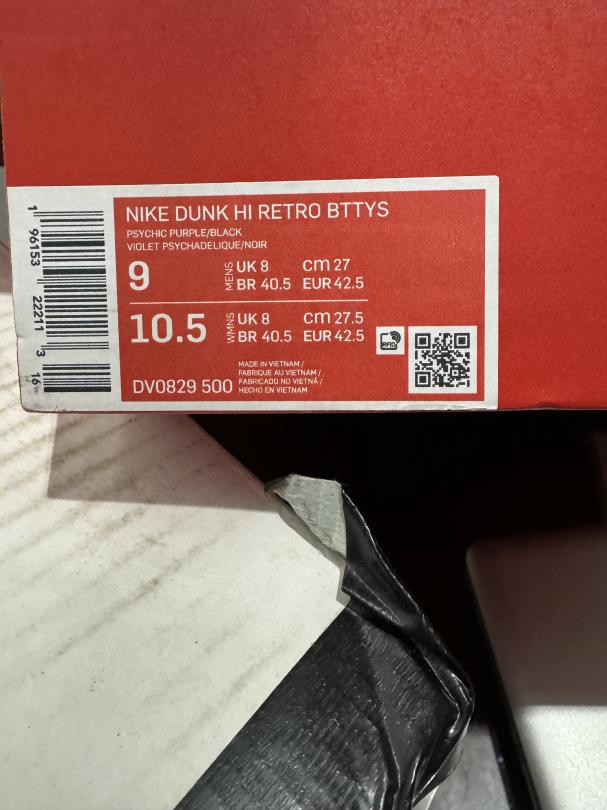 NIKE DUNK HI RETRO BTTYS
PSYCHIC PURPLE/BLACK
VIOLET PSYCHADELIQUE/NOIR
9 MENS UK 8 cm 27
BR 40.5 EUR 42.5
10.5 WMNS UK 8 cm 27.5
BR 40.5 EUR 42.5
RFID
MADE IN VIETNAM /
FABRIQUE AU VIETNAM /
FABRICADO NO VIETNÃ /
HECHO EN VIETNAM
DV0829 500
1 96153 22211 3 16